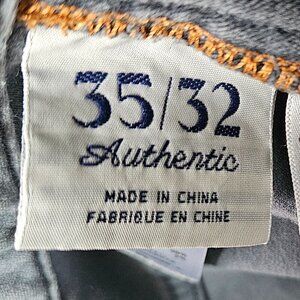 35/32
Authentic
MADE IN CHINA
FABRIQUE EN CHINE